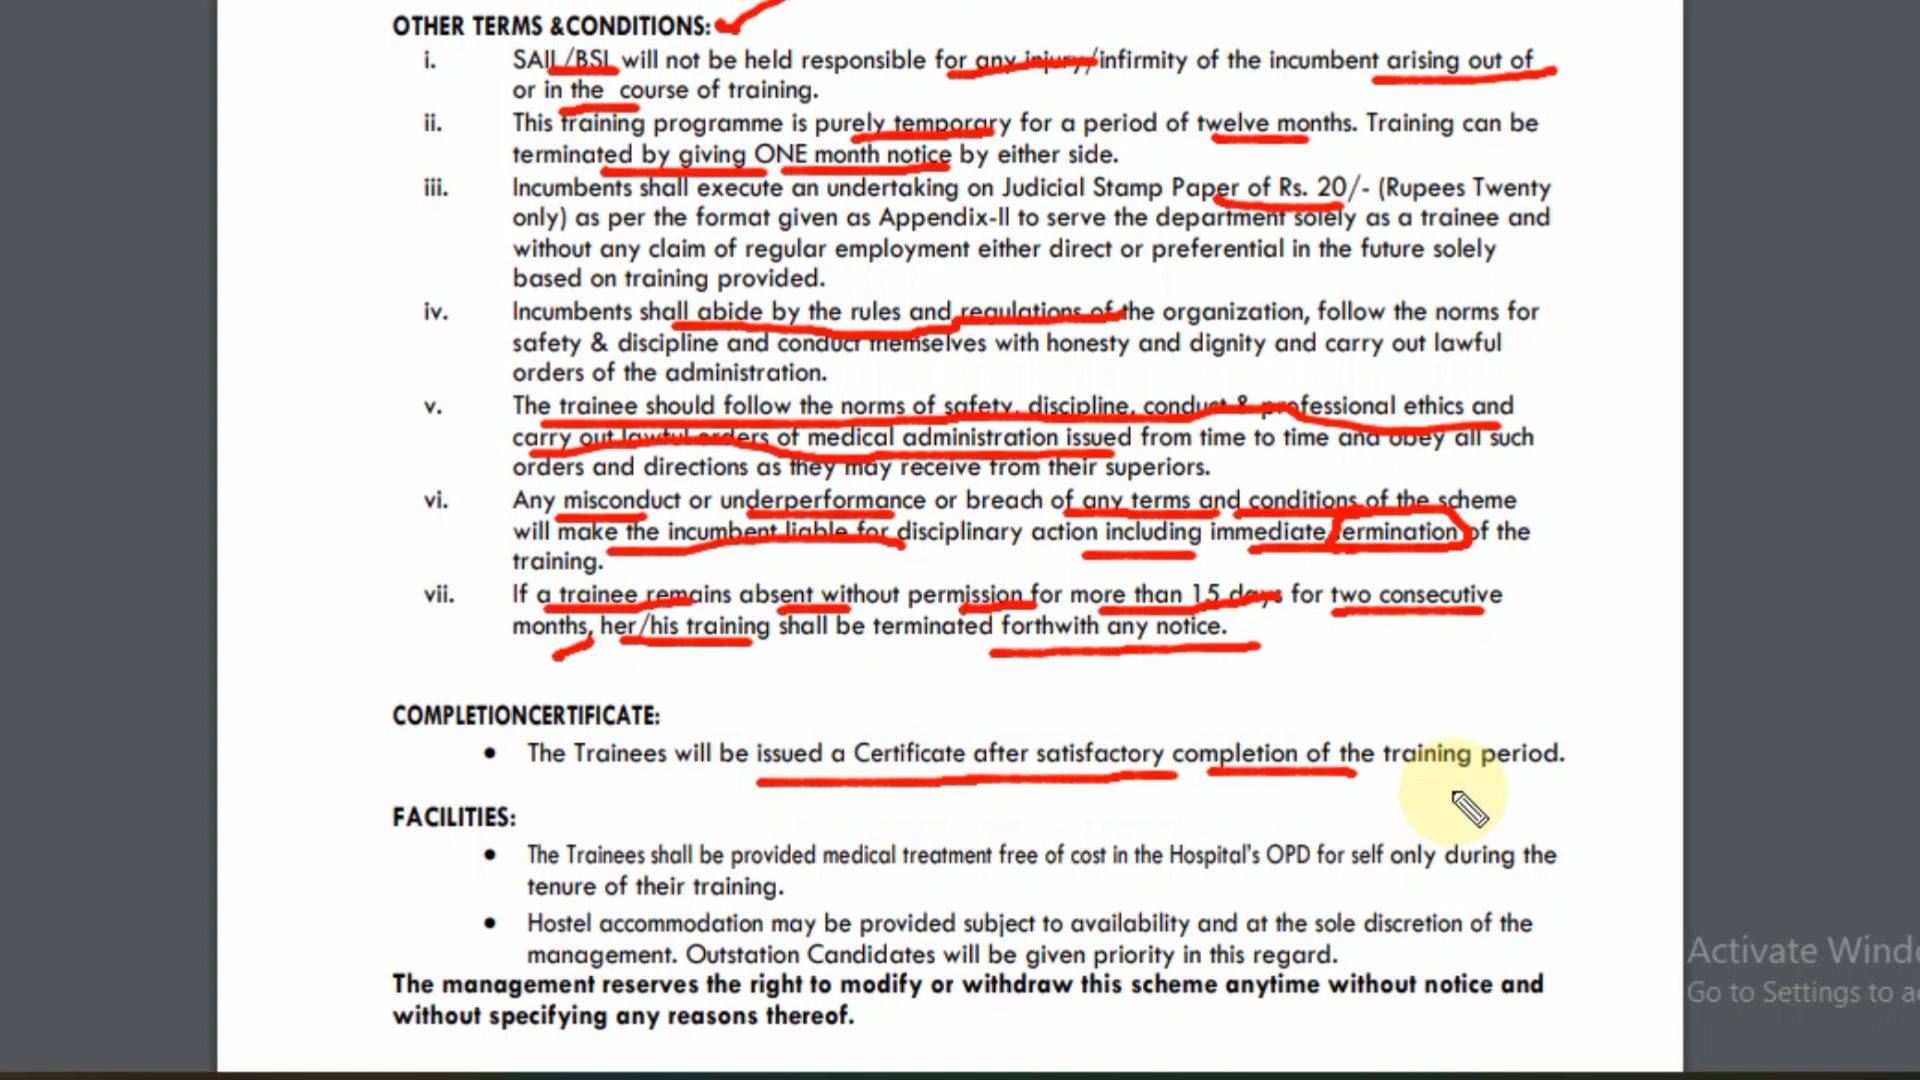 OTHER TERMS &CONDITIONS:
i. SAIL/BSL will not be held responsible for any injury/infirmity of the incumbent arising out of
or in the course of training.
ii. This training programme is purely temporary for a period of twelve months. Training can be
terminated by giving ONE month notice by either side.
iii. Incumbents shall execute an undertaking on Judicial Stamp Paper of Rs. 20/- (Rupees Twenty
only) as per the format given as Appendix-II to serve the department solely as a trainee and
without any claim of regular employment either direct or preferential in the future solely
based on training provided.
iv. Incumbents shall abide by the rules and regulations of the organization, follow the norms for
safety & discipline and conduct themselves with honesty and dignity and carry out lawful
orders of the administration.
v. The trainee should follow the norms of safety, discipline, conduct & professional ethics and
carry out lawful orders of medical administration issued from time to time and obey all such
orders and directions as they may receive from their superiors.
vi. Any misconduct or underperformance or breach of any terms and conditions of the scheme
will make the incumbent liable for disciplinary action including immediate termination of the
training.
vii. If a trainee remains absent without permission for more than 15 days for two consecutive
months, her/his training shall be terminated forthwith any notice.
COMPLETIONCERTIFICATE:
• The Trainees will be issued a Certificate after satisfactory completion of the training period.
FACILITIES:
• The Trainees shall be provided medical treatment free of cost in the Hospital's OPD for self only during the
tenure of their training.
• Hostel accommodation may be provided subject to availability and at the sole discretion of the
management. Outstation Candidates will be given priority in this regard.
The management reserves the right to modify or withdraw this scheme anytime without notice and
without specifying any reasons thereof.
Activate Windo
Go to Settings to a